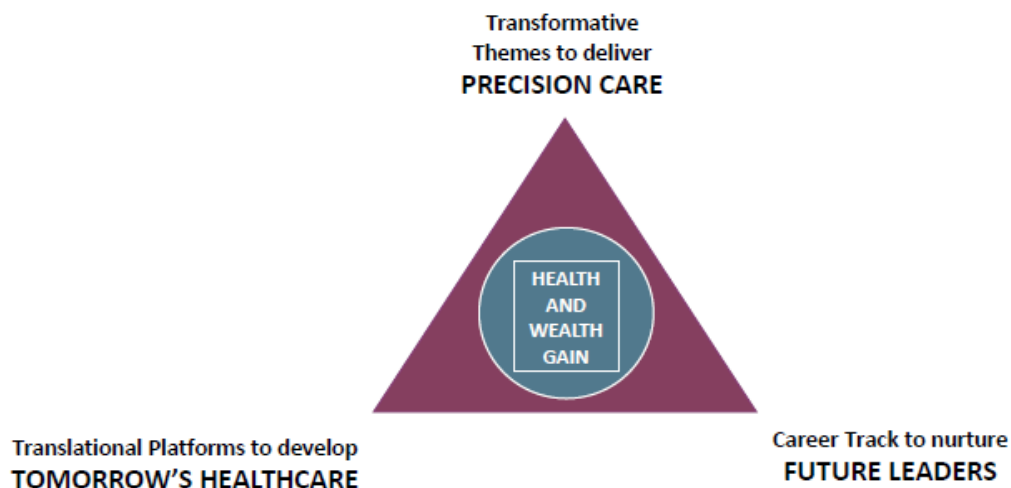 Transformative
Themes to deliver
PRECISION CARE
HEALTH
AND
WEALTH
GAIN
Translational Platforms to develop
TOMORROW'S HEALTHCARE
Career Track to nurture
FUTURE LEADERS